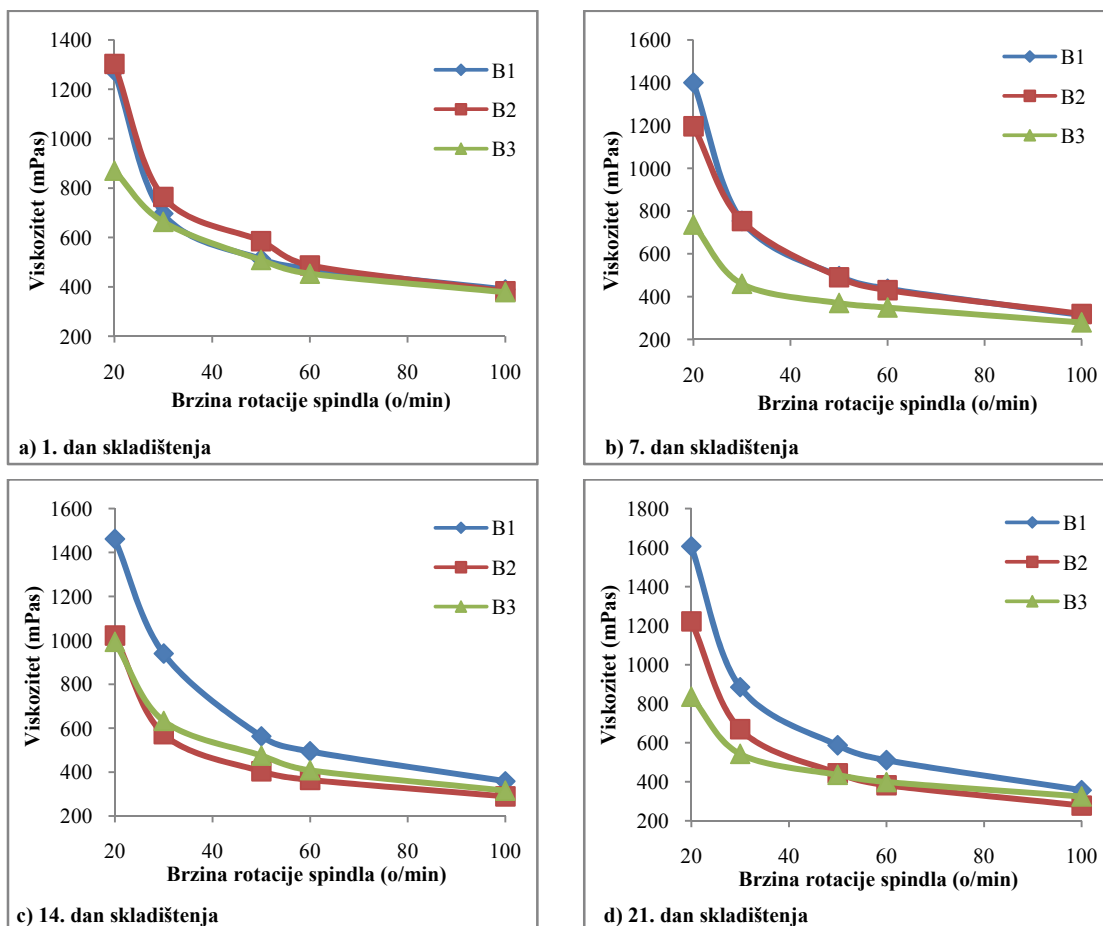 1400
1200
1000
800
600
400
200
20
40
60
80
100
Viskozitet (mPas)
Brzina rotacije spindla (o/min)
B1
B2
B3
a) 1. dan skladištenja
1600
1400
1200
1000
800
600
400
200
20
40
60
80
100
Viskozitet (mPas)
Brzina rotacije spindla (o/min)
B1
B2
B3
b) 7. dan skladištenja
1600
1400
1200
1000
800
600
400
200
20
40
60
80
100
Viskozitet (mPas)
Brzina rotacije spindla (o/min)
B1
B2
B3
c) 14. dan skladištenja
1800
1600
1400
1200
1000
800
600
400
200
20
40
60
80
100
Viskozitet (mPas)
Brzina rotacije spindla (o/min)
B1
B2
B3
d) 21. dan skladištenja